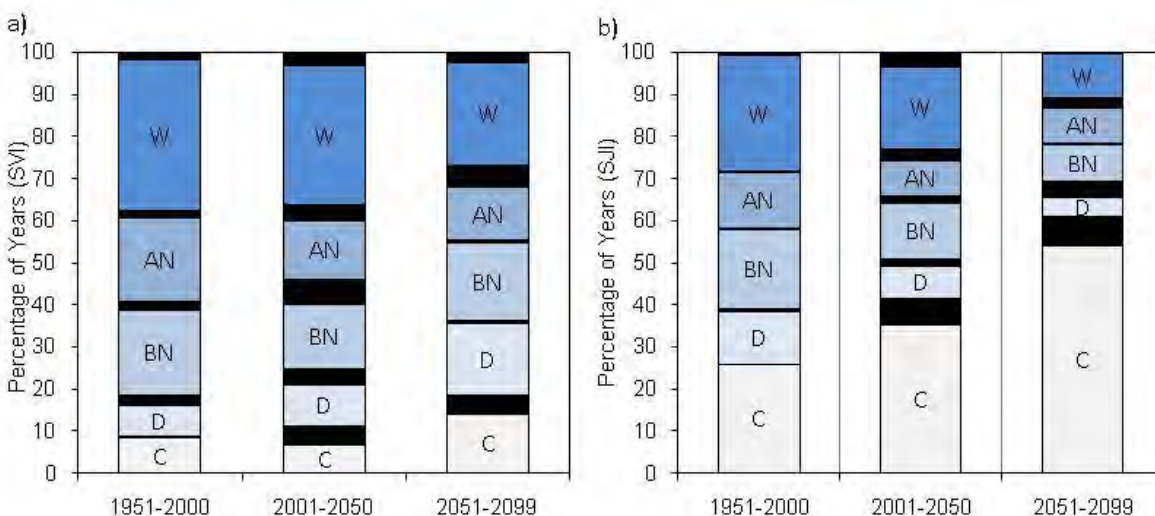 a)
Percentage of Years (SVI)
100
90
80
70
60
50
40
30
20
10
0
W
AN
BN
D
C
W
AN
BN
D
C
W
AN
BN
D
C
1951-2000
2001-2050
2051-2099
b)
Percentage of Years (SJI)
100
90
80
70
60
50
40
30
20
10
0
W
AN
BN
D
C
W
AN
BN
D
C
W
AN
BN
D
C
1951-2000
2001-2050
2051-2099